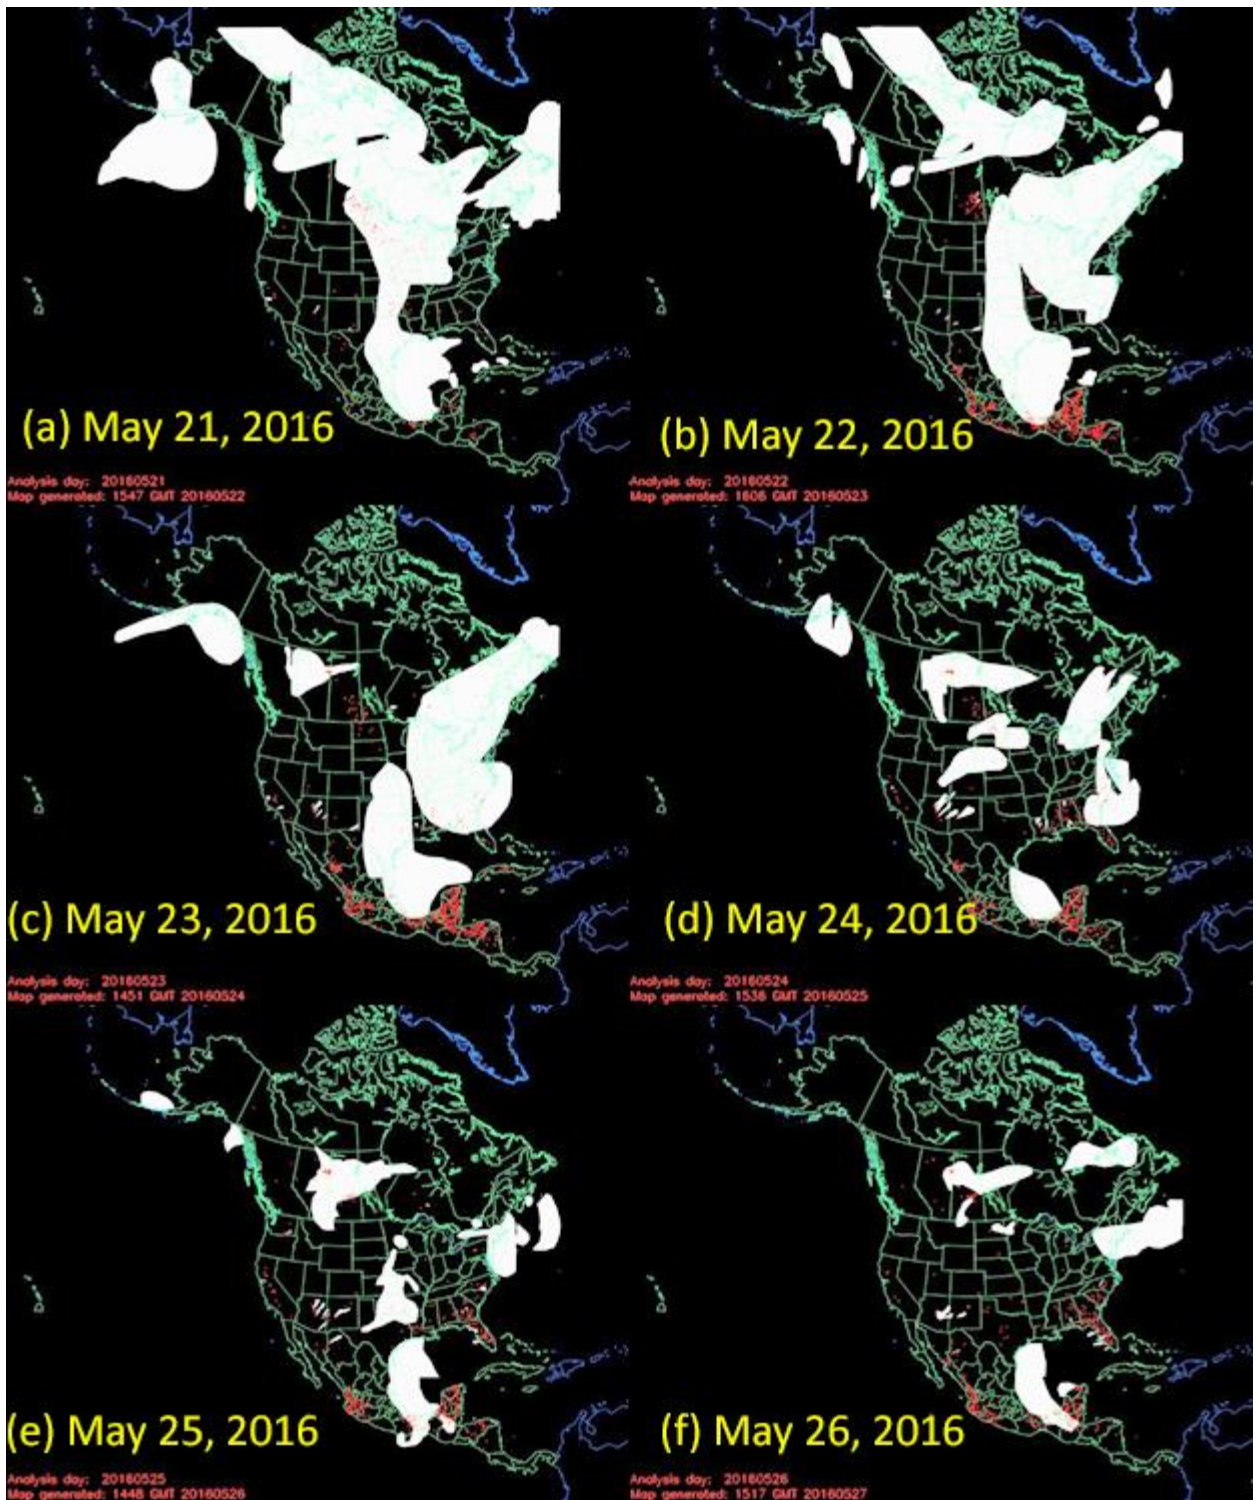 (a) May 21, 2016
Analysis day: 20160521
Map generated: 1547 GMT 20160522
(b) May 22, 2016
Analysis day: 20160522
Map generated: 1606 GMT 20160523
(c) May 23, 2016
Analysis day: 20160523
Map generated: 1451 GMT 20160524
(d) May 24, 2016
Analysis day: 20160524
Map generated: 1536 GMT 20160525
(e) May 25, 2016
Analysis day: 20160525
Map generated: 1448 GMT 20160526
(f) May 26, 2016
Analysis day: 20160526
Map generated: 1517 GMT 20160527